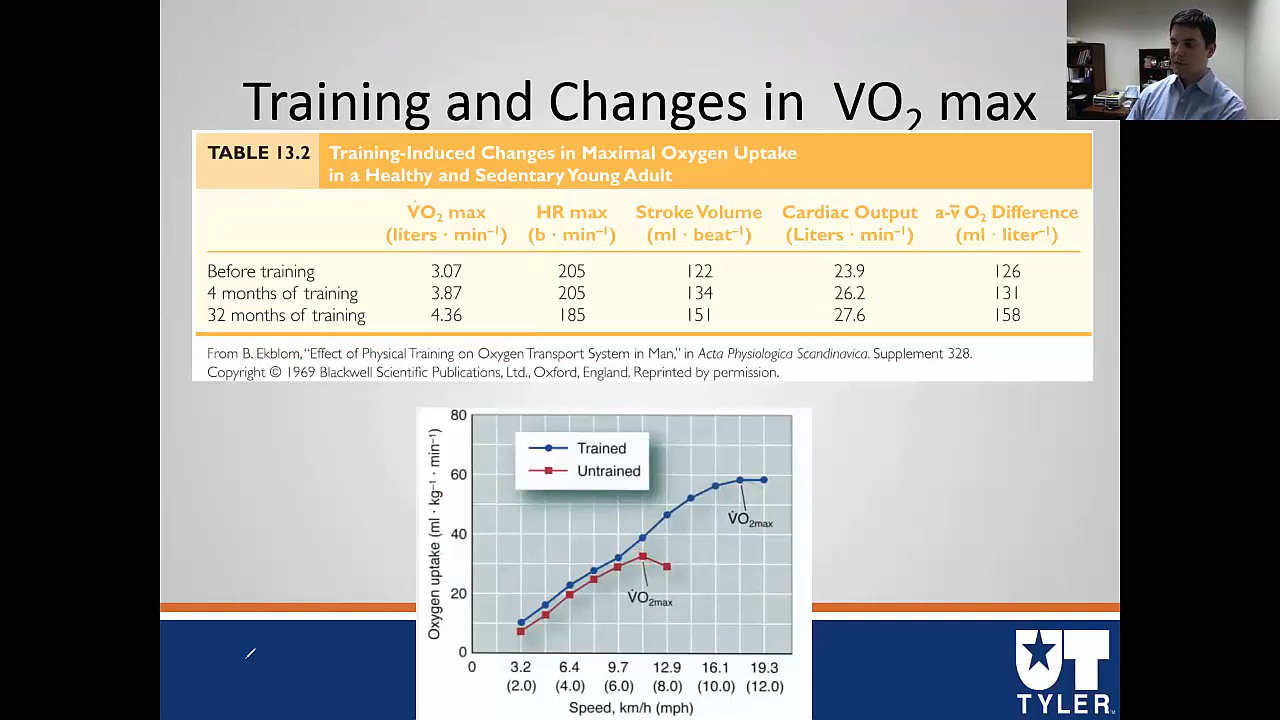 Training and Changes in VO₂ max
TABLE 13.2 Training-Induced Changes in Maximal Oxygen Uptake
in a Healthy and Sedentary Young Adult
V̇O₂ max HR max Stroke Volume Cardiac Output a-v̄ O₂ Difference
(liters · min⁻¹) (b · min⁻¹) (ml · beat⁻¹) (Liters · min⁻¹) (ml · liter⁻¹)
Before training 3.07 205 122 23.9 126
4 months of training 3.87 205 134 26.2 131
32 months of training 4.36 185 151 27.6 158
From B. Ekblom, “Effect of Physical Training on Oxygen Transport System in Man,” in Acta Physiologica Scandinavica. Supplement 328.
Copyright © 1969 Blackwell Scientific Publications, Ltd., Oxford, England. Reprinted by permission.
Oxygen uptake (ml · kg⁻¹ · min⁻¹)
80
60
40
20
0
Trained
Untrained
V̇O₂max
V̇O₂max
0 3.2 6.4 9.7 12.9 16.1 19.3
(2.0) (4.0) (6.0) (8.0) (10.0) (12.0)
Speed, km/h (mph)
UT
TYLER